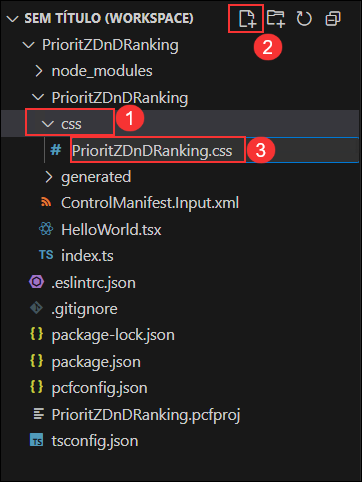 SEM TÍTULO (WORKSPACE)
2
PrioritZDnDRanking
node_modules
PrioritZDnDRanking
css
1
# PrioritZDnDRanking.css
3
generated
ControlManifest.Input.xml
HelloWorld.tsx
TS index.ts
.eslintrc.json
.gitignore
{} package-lock.json
{} package.json
{} pcfconfig.json
PrioritZDnDRanking.pcfproj
TS tsconfig.json